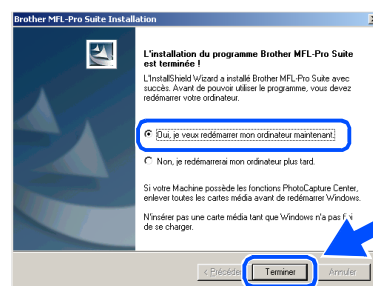 Brother MFL-Pro Suite Installation
L'installation du programme Brother MFL-Pro Suite
est terminée !
L'InstallShield Wizard a installé Brother MFL-Pro Suite avec
succès. Avant de pouvoir utiliser le programme, vous devez
redémarrer votre ordinateur.
Oui, je veux redémarrer mon ordinateur maintenant.
Non, je redémarrerai mon ordinateur plus tard.
Si votre Machine possède les fonctions PhotoCapture Center,
enlever toutes les cartes média avant de redémarrer Windows.
N'insérer pas une carte média tant que Windows n'a pas fini
de se charger.
< Précédent
Terminer
Annuler